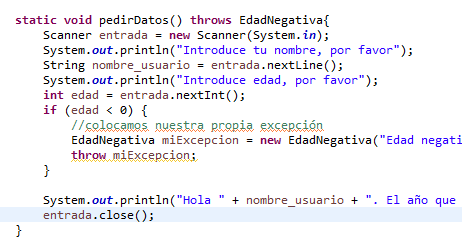 static void pedirDatos() throws EdadNegativa{
Scanner entrada = new Scanner(System.in);
System.out.println("Introduce tu nombre, por favor");
String nombre_usuario = entrada.nextLine();
System.out.println("Introduce edad, por favor");
int edad = entrada.nextInt();
if (edad < 0) {
//colocamos nuestra propia excepción
EdadNegativa miExcepcion = new EdadNegativa("Edad negati
throw miExcepcion;
}
System.out.println("Hola " + nombre_usuario + ". El año que
entrada.close();
}